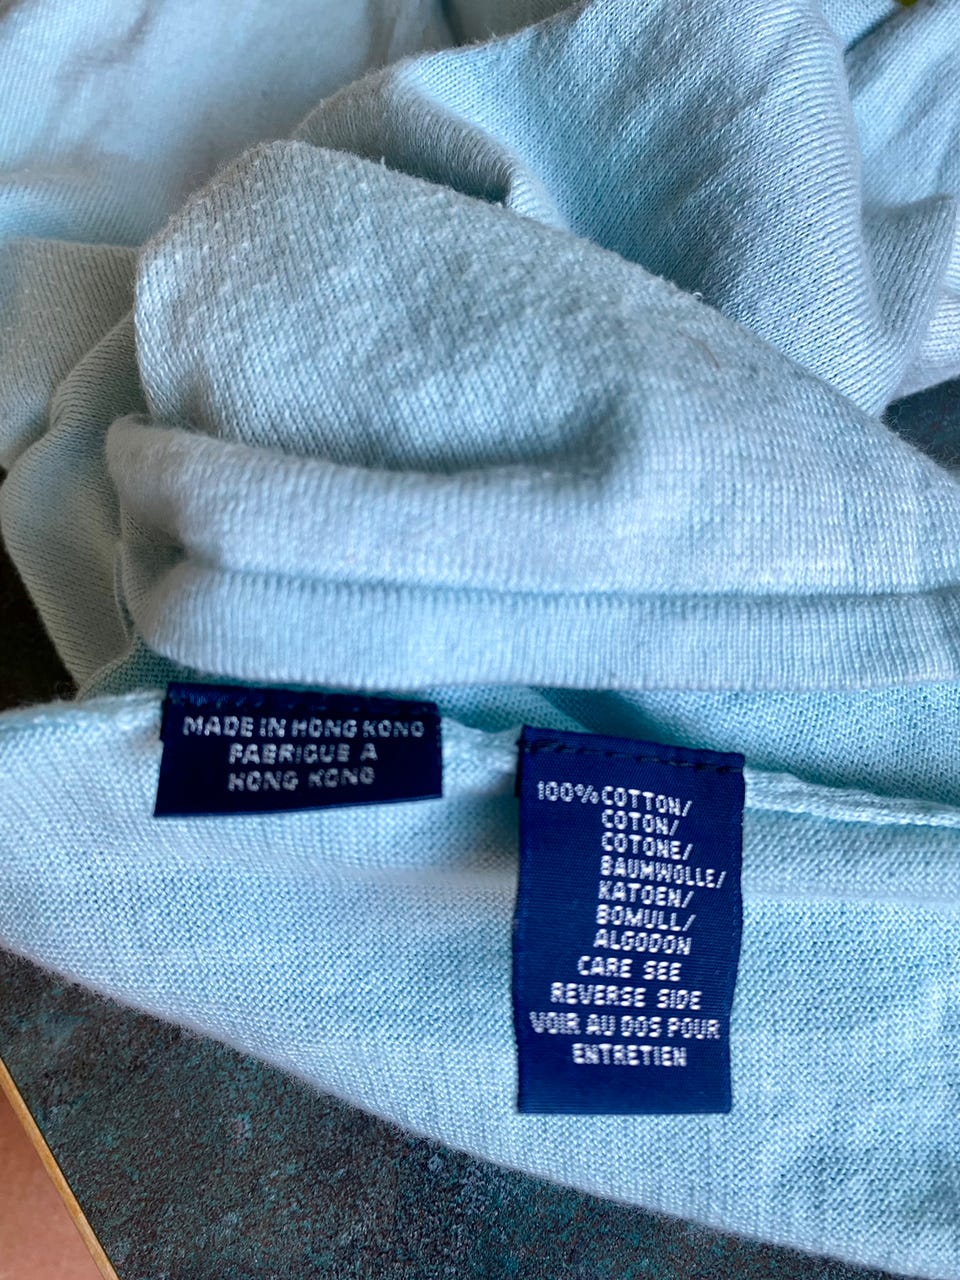 MADE IN HONG KONG
FABRIQUE A
HONG KONG
100% COTTON/
COTON/
COTONE/
BAUMWOLLE/
KATOEN/
BOMULL/
ALGODON
CARE SEE
REVERSE SIDE
VOIR AU DOS POUR
ENTRETIEN